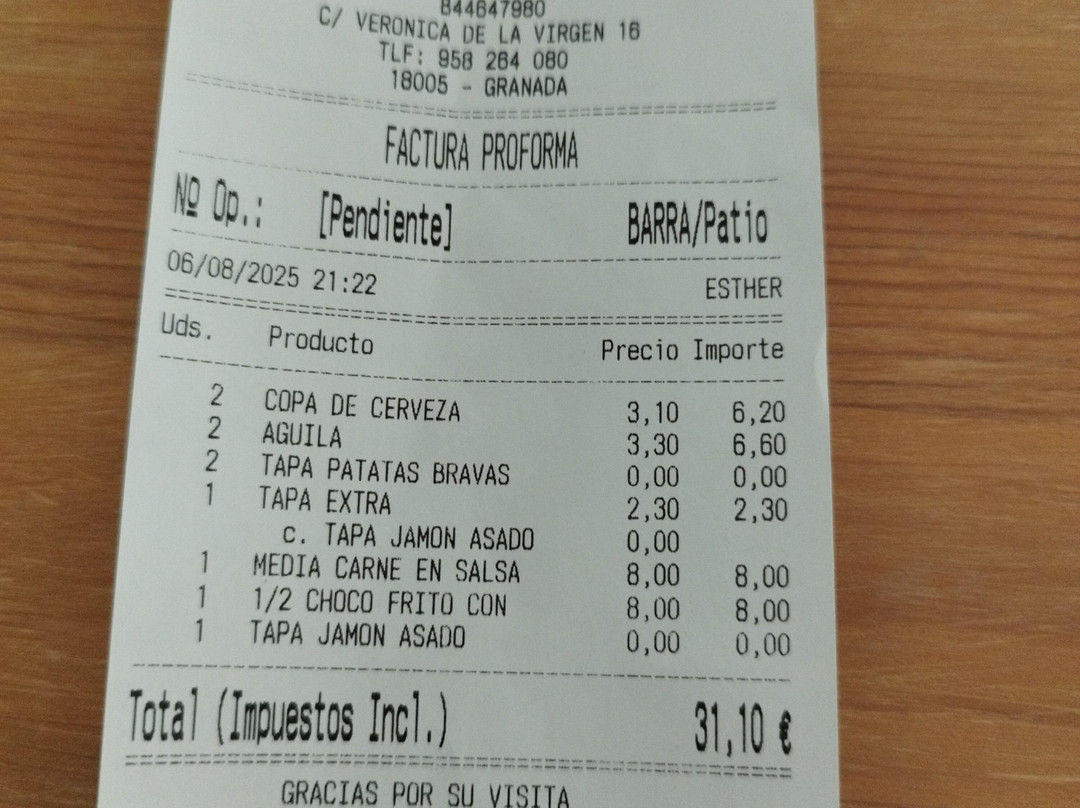 B44647980
C/ VERONICA DE LA VIRGEN 16
TLF: 958 264 080
18005 - GRANADA
FACTURA PROFORMA
Nº Op.: [Pendiente] BARRA/Patio
06/08/2025 21:22 ESTHER
Uds. Producto Precio Importe
2 COPA DE CERVEZA 3,10 6,20
2 AGUILA 3,30 6,60
2 TAPA PATATAS BRAVAS 0,00 0,00
1 TAPA EXTRA 2,30 2,30
c. TAPA JAMON ASADO 0,00
1 MEDIA CARNE EN SALSA 8,00 8,00
1 1/2 CHOCO FRITO CON 8,00 8,00
1 TAPA JAMON ASADO 0,00 0,00
Total (Impuestos Incl.) 31,10 €
GRACIAS POR SU VISITA